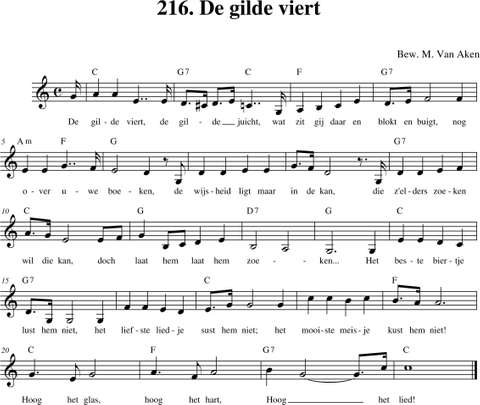 216. De gilde viert
Bew. M. Van Aken
C G7 C F G7
De gil-de viert, de gil-de juicht, wat zit gij daar en blokt en buigt, nog
5 Am F G G7
o-ver u-we boe-ken, de wijs-heid ligt maar in de kan, die z'el-ders zoe-ken
10 C G D7 G C
wil die kan, doch laat hem laat hem zoe-ken... Het bes-te bier-tje
15 G7 C F
lust hem niet, het lief-ste lied-je sust hem niet; het mooi-ste meis-je kust hem niet!
20 C F G7 C
Hoog het glas, hoog het hart, Hoog het lied!